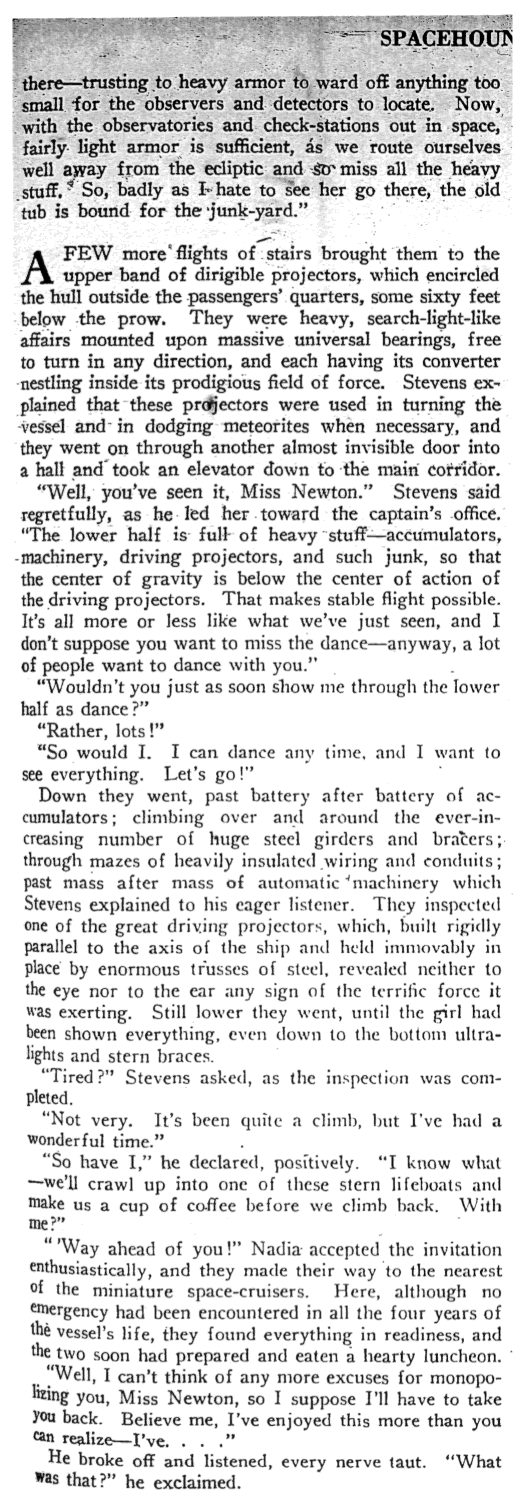 SPACEHOUN
there—trusting to heavy armor to ward off anything too
small for the observers and detectors to locate. Now,
with the observatories and check-stations out in space,
fairly light armor is sufficient, as we route ourselves
well away from the ecliptic and so miss all the heavy
stuff. So, badly as I hate to see her go there, the old
tub is bound for the junk-yard.”
A FEW more flights of stairs brought them to the
upper band of dirigible projectors, which encircled
the hull outside the passengers’ quarters, some sixty feet
below the prow. They were heavy, search-light-like
affairs mounted upon massive universal bearings, free
to turn in any direction, and each having its converter
nestling inside its prodigious field of force. Stevens ex-
plained that these projectors were used in turning the
vessel and in dodging meteorites when necessary, and
they went on through another almost invisible door into
a hall and took an elevator down to the main corridor.
“Well, you’ve seen it, Miss Newton.” Stevens said
regretfully, as he led her toward the captain’s office.
“The lower half is full of heavy stuff—accumulators,
machinery, driving projectors, and such junk, so that
the center of gravity is below the center of action of
the driving projectors. That makes stable flight possible.
It’s all more or less like what we’ve just seen, and I
don’t suppose you want to miss the dance—anyway, a lot
of people want to dance with you.”
“Wouldn’t you just as soon show me through the lower
half as dance?”
“Rather, lots!”
“So would I. I can dance any time, and I want to
see everything. Let’s go!”
Down they went, past battery after battery of ac-
cumulators; climbing over and around the ever-in-
creasing number of huge steel girders and bracers;
through mazes of heavily insulated wiring and conduits;
past mass after mass of automatic machinery which
Stevens explained to his eager listener. They inspected
one of the great driving projectors, which, built rigidly
parallel to the axis of the ship and held immovably in
place by enormous trusses of steel, revealed neither to
the eye nor to the ear any sign of the terrific force it
was exerting. Still lower they went, until the girl had
been shown everything, even down to the bottom ultra-
lights and stern braces.
“Tired?” Stevens asked, as the inspection was com-
pleted.
“Not very. It’s been quite a climb, but I’ve had a
wonderful time.”
“So have I,” he declared, positively. “I know what
—we’ll crawl up into one of these stern lifeboats and
make us a cup of coffee before we climb back. With
me?”
“ ’Way ahead of you!” Nadia accepted the invitation
enthusiastically, and they made their way to the nearest
of the miniature space-cruisers. Here, although no
emergency had been encountered in all the four years of
the vessel’s life, they found everything in readiness, and
the two soon had prepared and eaten a hearty luncheon.
“Well, I can’t think of any more excuses for monopo-
lizing you, Miss Newton, so I suppose I’ll have to take
you back. Believe me, I’ve enjoyed this more than you
can realize—I’ve. . . .”
He broke off and listened, every nerve taut. “What
was that?” he exclaimed.